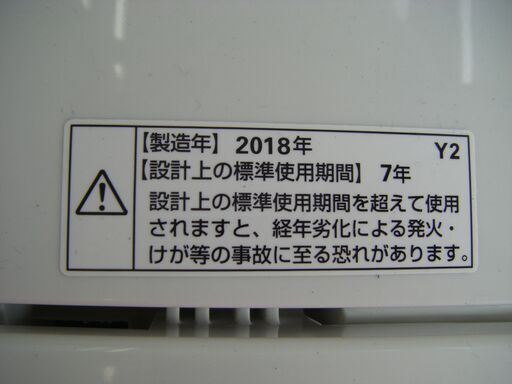 【製造年】 2018年 Y2
【設計上の標準使用期間】 7年
設計上の標準使用期間を超えて使用
されますと、経年劣化による発火・
けが等の事故に至る恐れがあります。